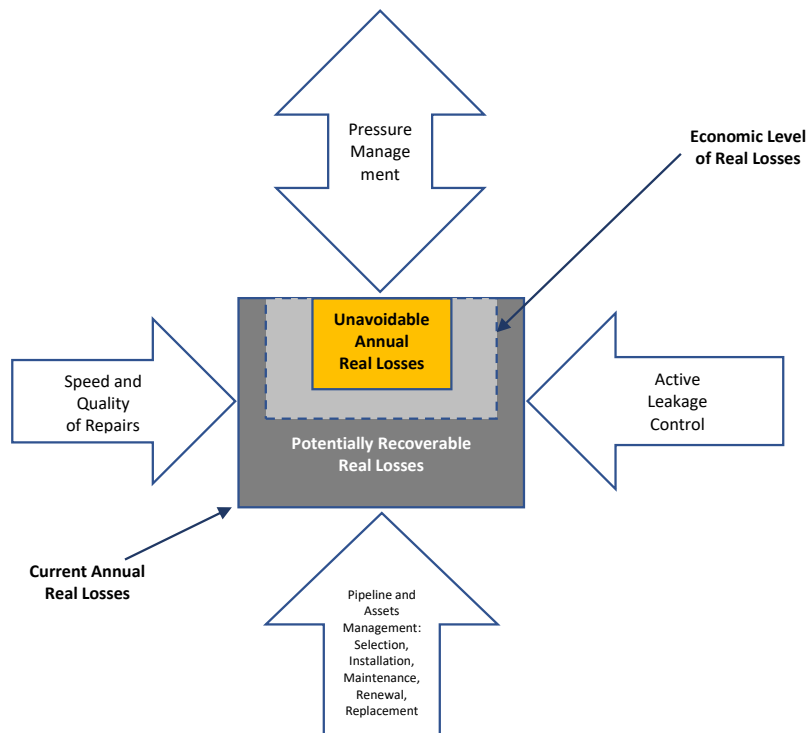 Pressure
Manage
ment
Economic Level
of Real Losses
Unavoidable
Annual
Real Losses
Speed and
Quality
of Repairs
Active
Leakage
Control
Potentially Recoverable
Real Losses
Current Annual
Real Losses
Pipeline and
Assets
Management:
Selection,
Installation,
Maintenance,
Renewal,
Replacement